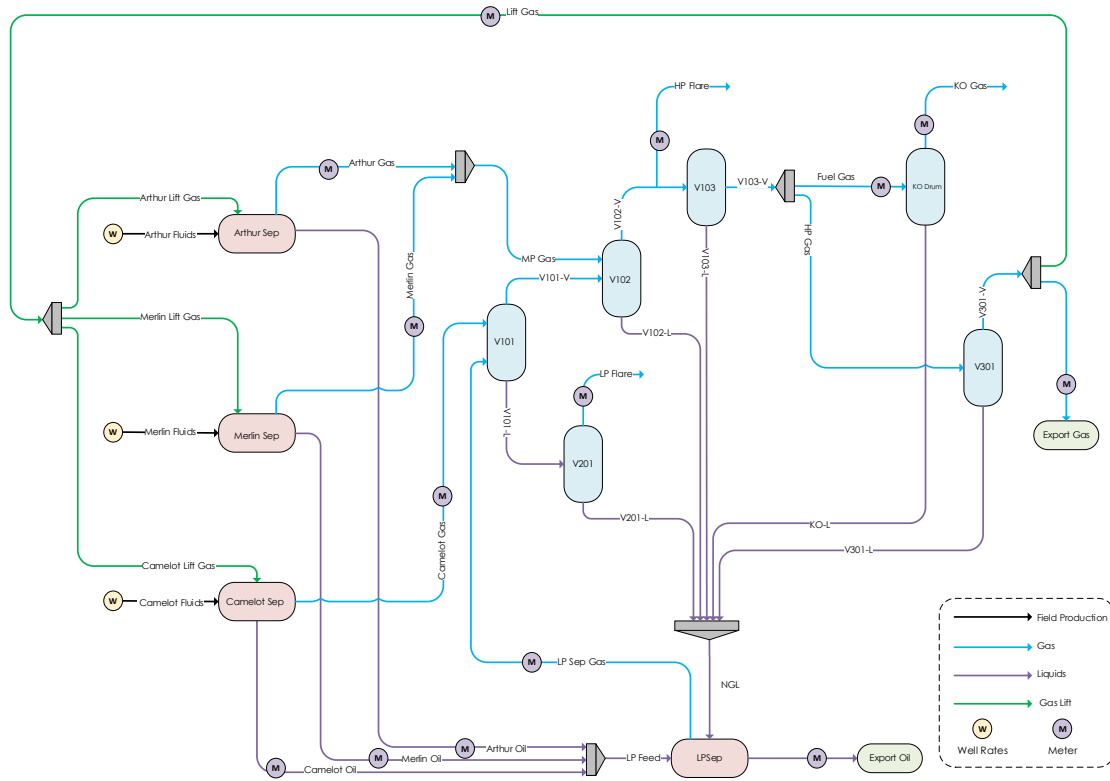 Lift Gas
M
HP Flare
KO Gas
M
M
Arthur Gas
M
V103
V103-V
Fuel Gas
M
KO Drum
Arthur Lift Gas
V102-V
W
Arthur Fluids
Arthur Sep
HP Gas
MP Gas
V103-L
Merlin Gas
V101-V
V102
V301-V
Merlin Lift Gas
M
V101
V102-L
V301
LP Flare
M
M
V101-L
W
Merlin Fluids
Merlin Sep
Export Gas
V201
M
V201-L
KO-L
Camelot Gas
V301-L
Camelot Lift Gas
W
Camelot Fluids
Camelot Sep
Field Production
Gas
M
LP Sep Gas
Liquids
NGL
Gas Lift
W
M
Well Rates
Meter
M
Arthur Oil
M
Merlin Oil
LP Feed
LPSep
M
Export Oil
M
Camelot Oil